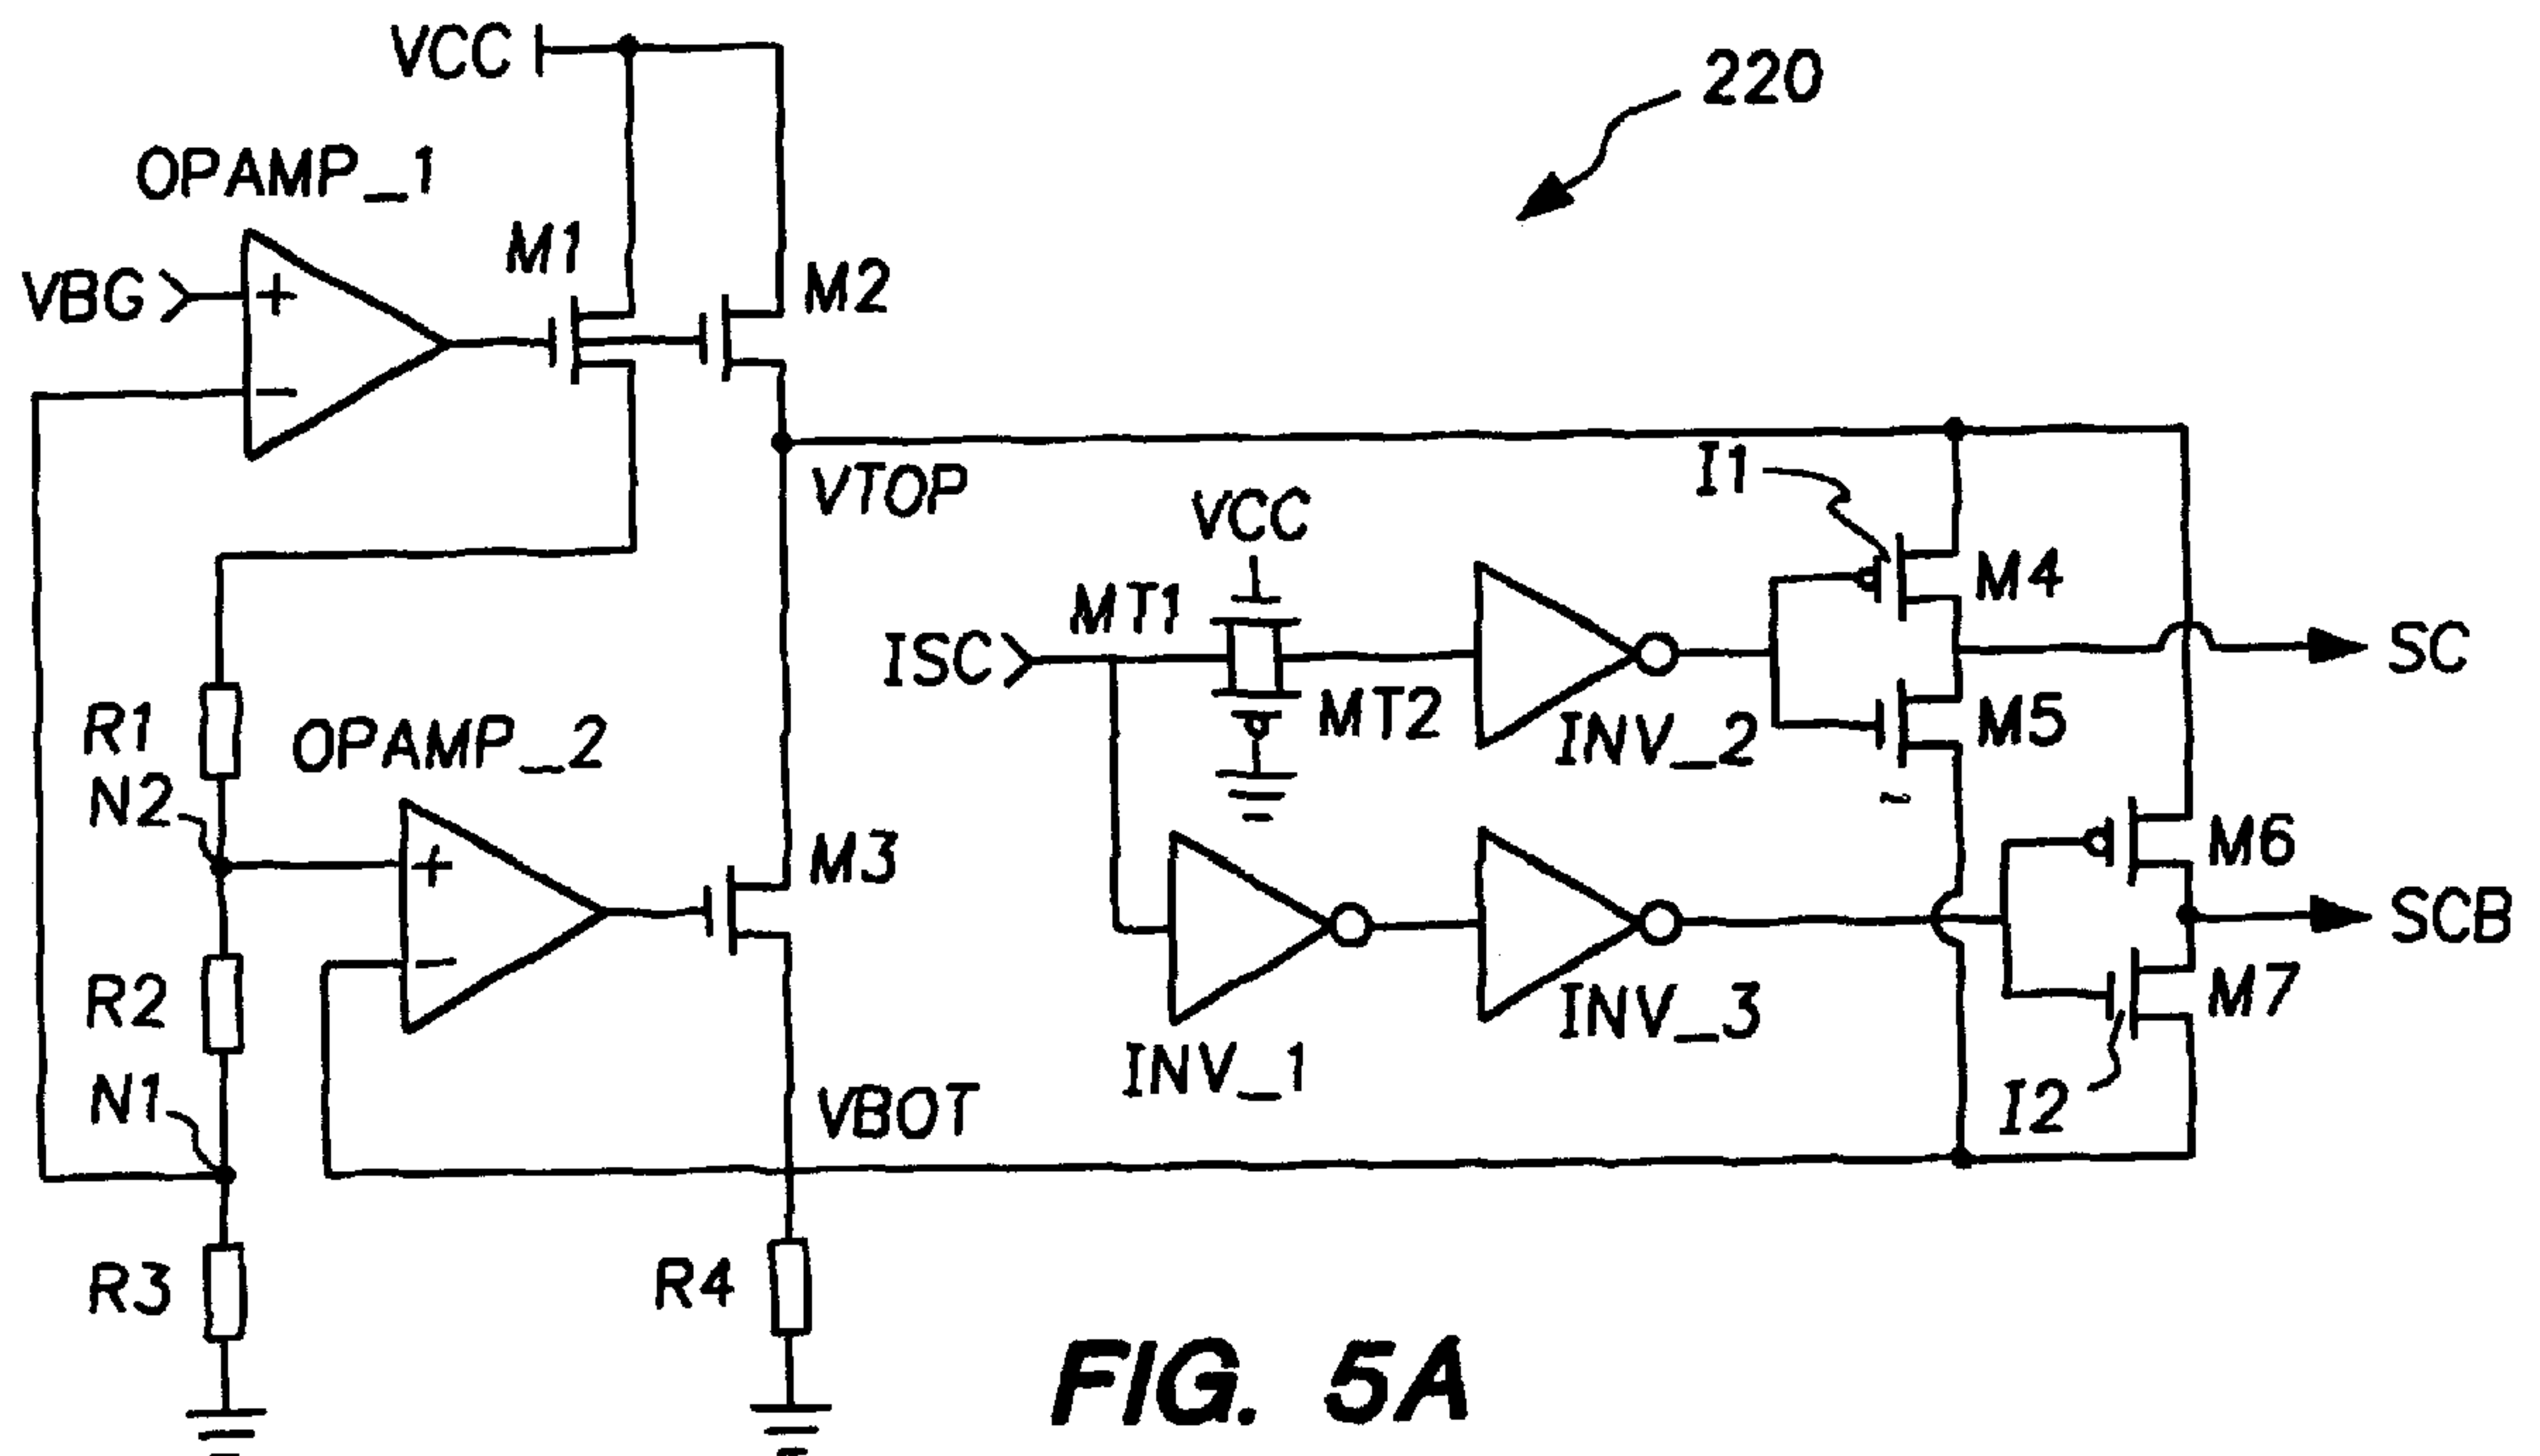 VCC
220
OPAMP_1
M1
M2
VBG
+
−
VTOP
I1
VCC
M4
MT1
ISC
SC
MT2
M5
INV_2
R1
OPAMP_2
N2
+
−
M3
M6
SCB
R2
INV_3
M7
N1
INV_1
VBOT
I2
R3
R4
FIG. 5A